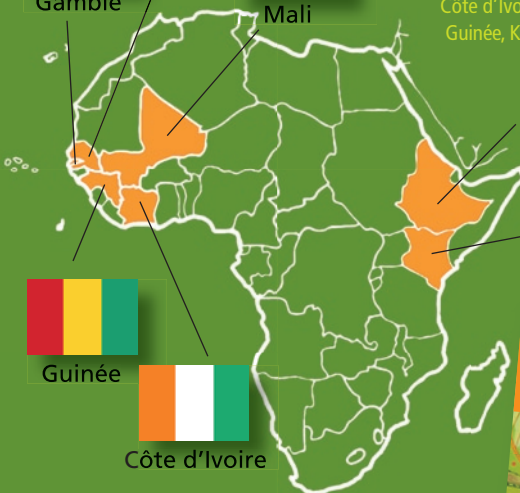 Gambie
Mali
Côte d'Ivo
Guinée, K
Guinée
Côte d'Ivoire